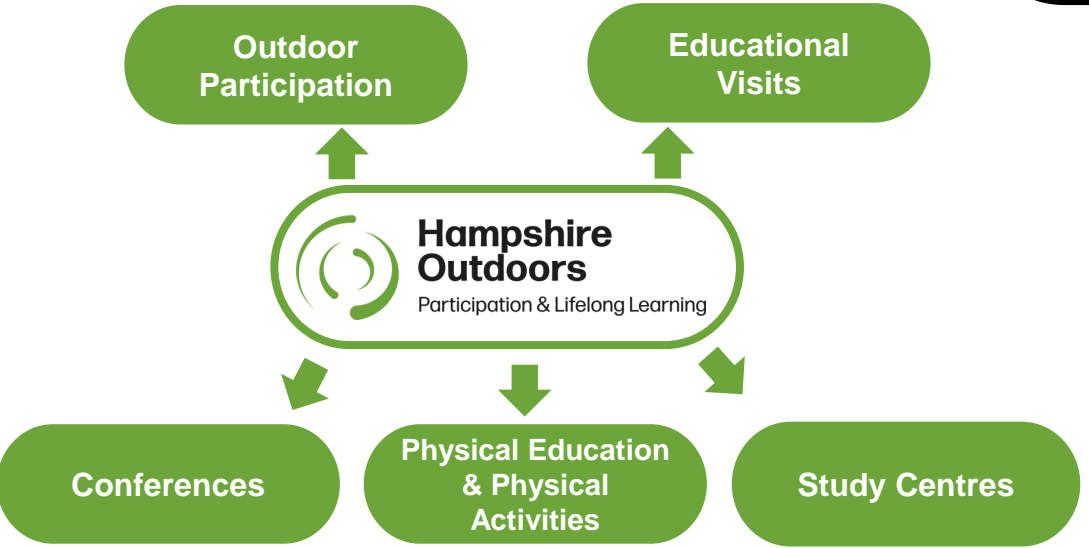 Outdoor
Participation
Educational
Visits
Hampshire
Outdoors
Participation & Lifelong Learning
Conferences
Physical Education
& Physical
Activities
Study Centres